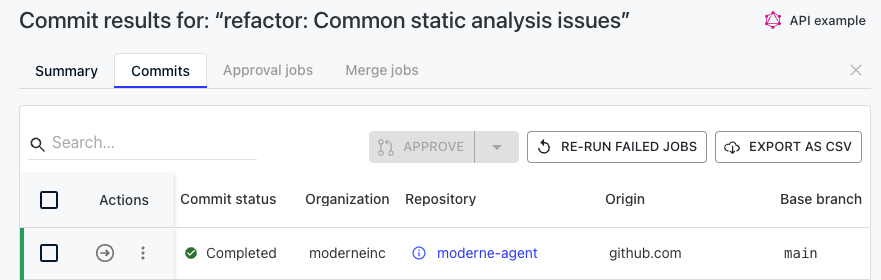 Commit results for: “refactor: Common static analysis issues”
API example
Summary
Commits
Approval jobs
Merge jobs
Search...
APPROVE
RE-RUN FAILED JOBS
EXPORT AS CSV
Actions Commit status Organization Repository Origin Base branch
Completed moderneinc moderne-agent github.com main